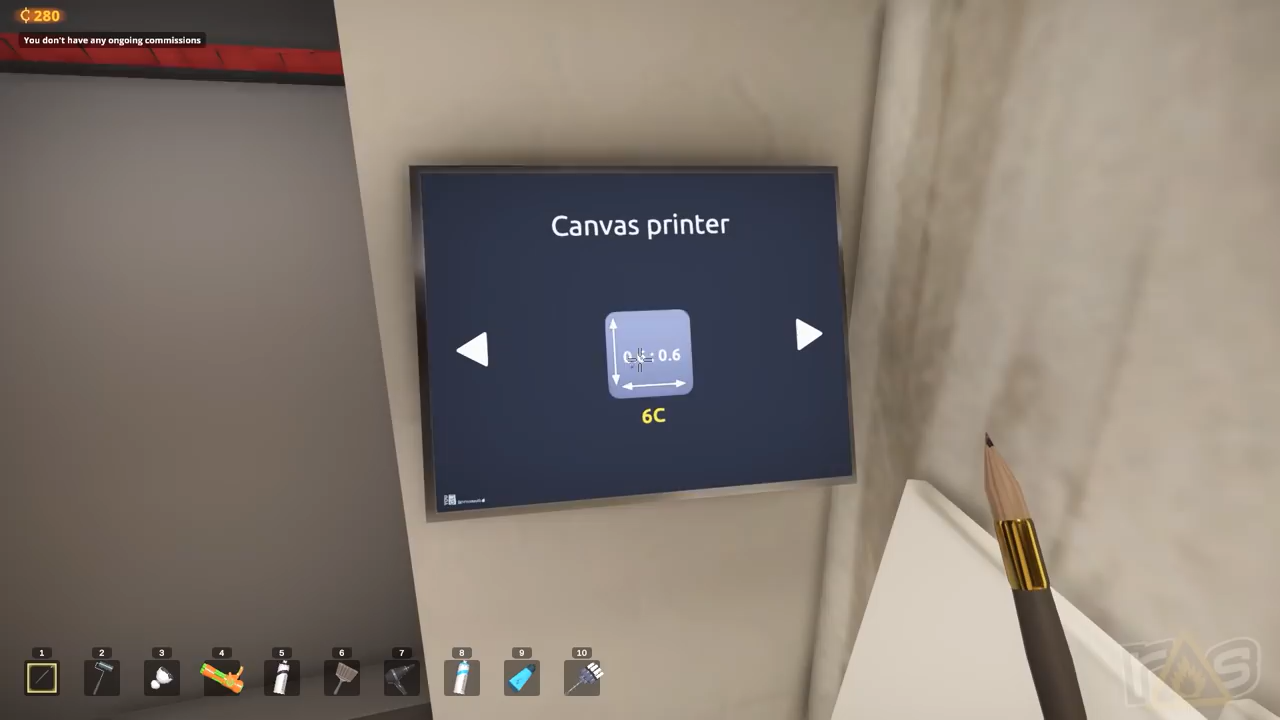 ₵ 280
You don't have any ongoing commissions
Canvas printer
: 0.6
6C
1 2 3 4 5 6 7 8 9 10